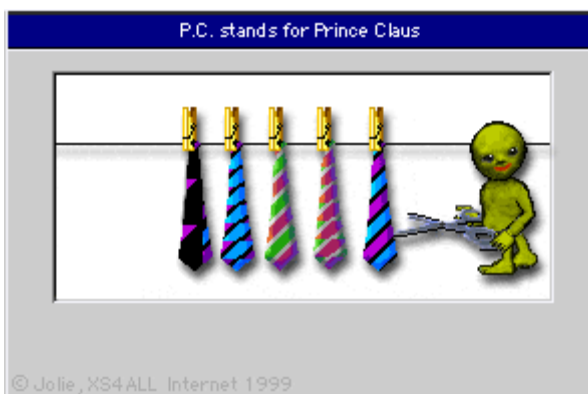 P.C. stands for Prince Claus
© Jolie, XS4ALL Internet 1999